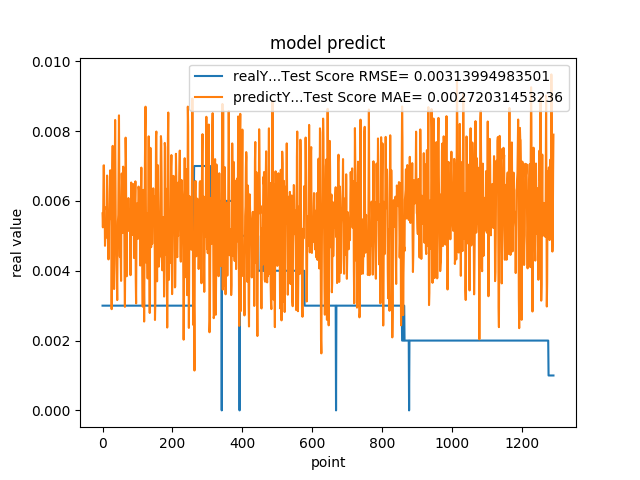 model predict
realY...Test Score RMSE= 0.00313994983501
predictY...Test Score MAE= 0.00272031453236
real value
0.010
0.008
0.006
0.004
0.002
0.000
0 200 400 600 800 1000 1200
point